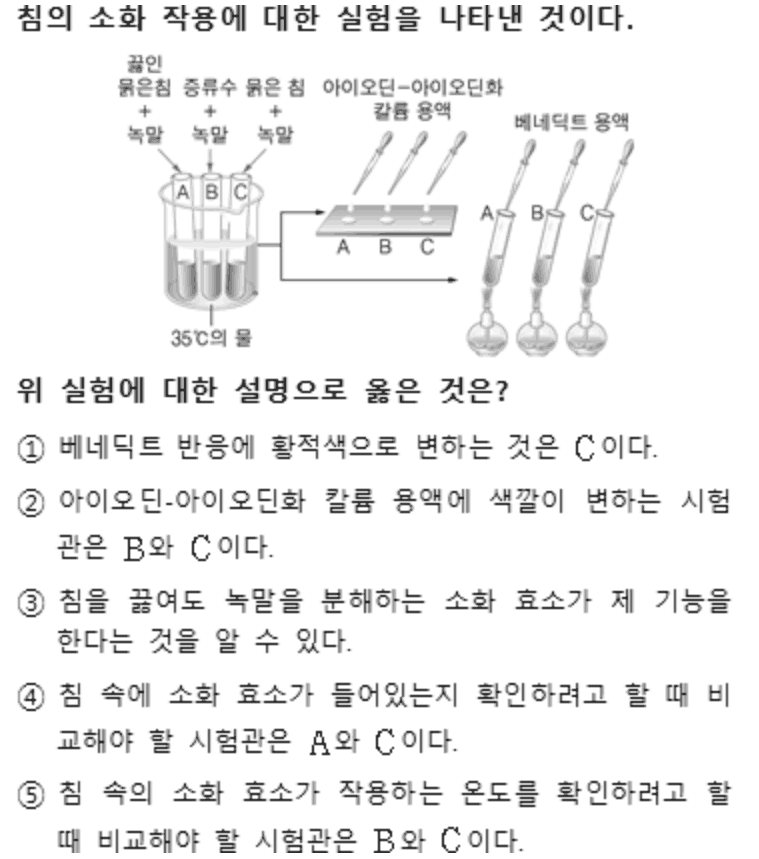 침의 소화 작용에 대한 실험을 나타낸 것이다.
끓인
묽은침 증류수 묽은 침
+ + +
녹말 녹말 녹말
아이오딘-아이오딘화
칼륨 용액
베네딕트 용액
A B C
A B C
A B C
35℃의 물
위 실험에 대한 설명으로 옳은 것은?
① 베네딕트 반응에 황적색으로 변하는 것은 C이다.
② 아이오딘-아이오딘화 칼륨 용액에 색깔이 변하는 시험
관은 B와 C이다.
③ 침을 끓여도 녹말을 분해하는 소화 효소가 제 기능을
한다는 것을 알 수 있다.
④ 침 속에 소화 효소가 들어있는지 확인하려고 할 때 비
교해야 할 시험관은 A와 C이다.
⑤ 침 속의 소화 효소가 작용하는 온도를 확인하려고 할
때 비교해야 할 시험관은 B와 C이다.